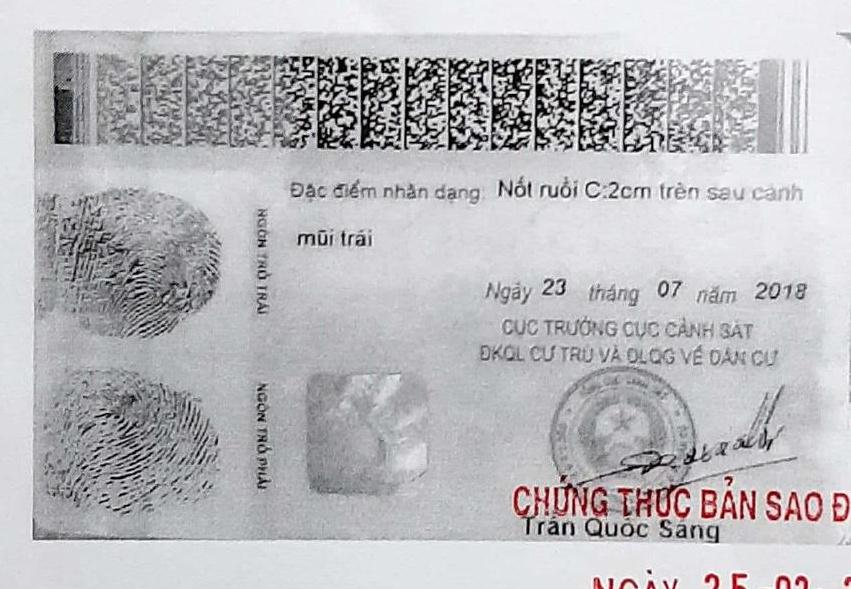 Đặc điểm nhân dạng: Nốt ruồi C:2cm trên sau cánh
mũi trái
NGÓN TRỎ TRÁI
Ngày 23 tháng 07 năm 2018
CỤC TRƯỞNG CỤC CẢNH SÁT
ĐKQL CƯ TRÚ VÀ DLQG VỀ DÂN CƯ
NGÓN TRỎ PHẢI
CHỨNG THỰC BẢN SAO Đ
Trần Quốc Sáng
NGÀY 25-02-2